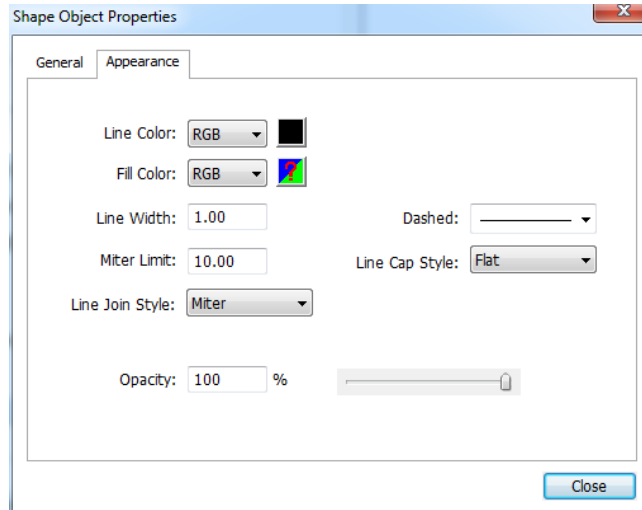 Shape Object Properties
General Appearance
Line Color: RGB
Fill Color: RGB ?
Line Width: 1.00 Dashed:
Miter Limit: 10.00 Line Cap Style: Flat
Line Join Style: Miter
Opacity: 100 %
Close